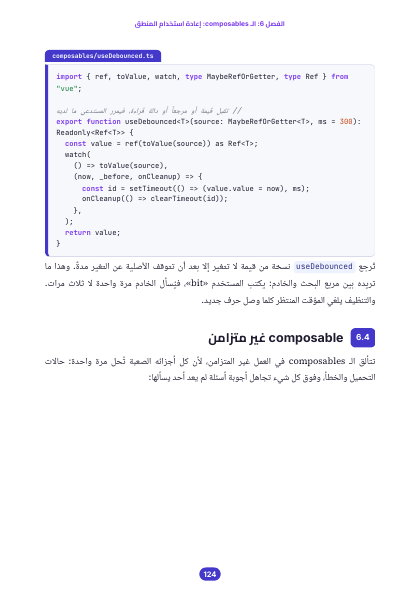 الفصل 6: الـ composables: إعادة استخدام المنطق
composables/useDebounced.ts
import { ref, toValue, watch, type MaybeRefOrGetter, type Ref } from
"vue";
// تقبل قيمة أو مرجعاً أو دالة قراءة، فيمرر المستدعي ما لديه
export function useDebounced<T>(source: MaybeRefOrGetter<T>, ms = 300):
Readonly<Ref<T>> {
const value = ref(toValue(source)) as Ref<T>;
watch(
() => toValue(source),
(now, _before, onCleanup) => {
const id = setTimeout(() => (value.value = now), ms);
onCleanup(() => clearTimeout(id));
},
);
return value;
}
تُرجع useDebounced نسخة من قيمة لا تتغير إلا بعد أن تتوقف الأصلية عن التغير مدةً. وهذا ما
تريده بين مربع البحث والخادم: يكتب المستخدم «bit»، فيُسأل الخادم مرة واحدة لا ثلاث مرات.
والتنظيف يلغي المؤقت المنتظر كلما وصل حرف جديد.
6.4 composable غير متزامن
تتألق الـ composables في العمل غير المتزامن، لأن كل أجزائه الصعبة تُحل مرة واحدة: حالات
التحميل والخطأ، وفوق كل شيء تجاهل أجوبة أسئلة لم يعد أحد يسألها:
124